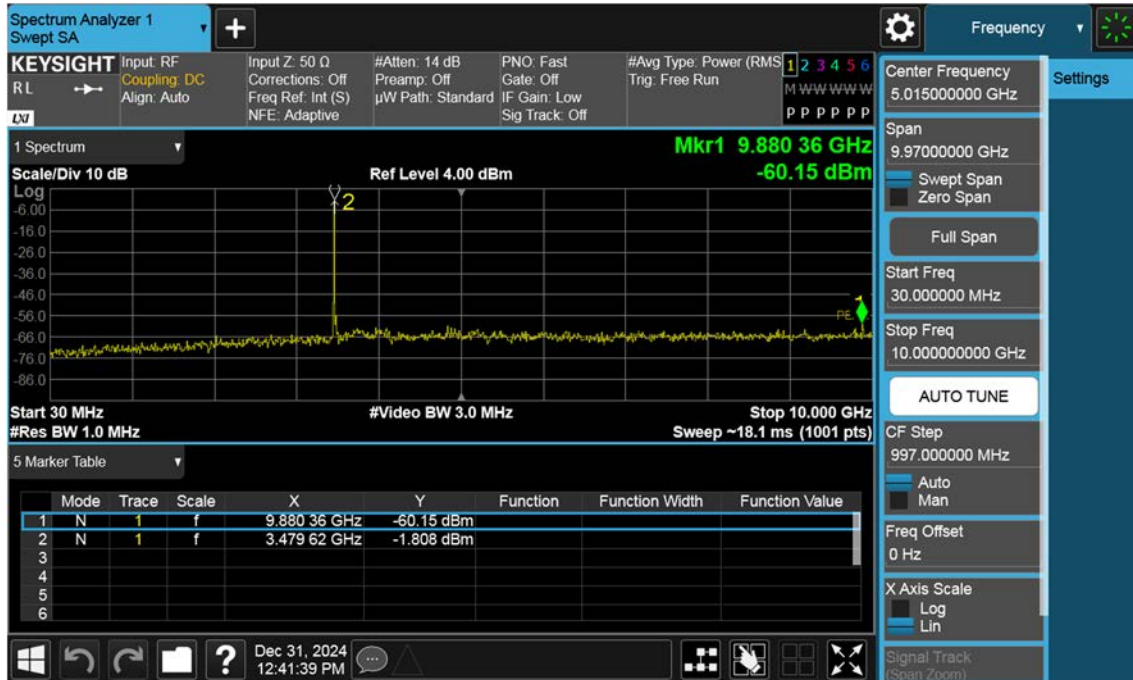 Spectrum Analyzer 1
Swept SA
Frequency
KEYSIGHT
RL
LXI
Input: RF
Coupling: DC
Align: Auto
Input Z: 50 Ω
Corrections: Off
Freq Ref: Int (S)
NFE: Adaptive
#Atten: 14 dB
Preamp: Off
µW Path: Standard
PNO: Fast
Gate: Off
IF Gain: Low
Sig Track: Off
#Avg Type: Power (RMS
Trig: Free Run
1 2 3 4 5 6
M W W W W W
P P P P P P
Center Frequency
5.015000000 GHz
Settings
1 Spectrum
Mkr1 9.880 36 GHz
-60.15 dBm
Scale/Div 10 dB
Ref Level 4.00 dBm
Log
-6.00
-16.0
-26.0
-36.0
-46.0
-56.0
-66.0
-76.0
-86.0
2
1
Start 30 MHz
#Video BW 3.0 MHz
Stop 10.000 GHz
#Res BW 1.0 MHz
Sweep ~18.1 ms (1001 pts)
Span
9.97000000 GHz
Swept Span
Zero Span
Full Span
Start Freq
30.000000 MHz
Stop Freq
10.000000000 GHz
AUTO TUNE
CF Step
997.000000 MHz
Auto
Man
Freq Offset
0 Hz
X Axis Scale
Log
Lin
Signal Track
(Span Zoom)
5 Marker Table
Mode Trace Scale X Y Function Function Width Function Value
1 N 1 f 9.880 36 GHz -60.15 dBm
2 N 1 f 3.479 62 GHz -1.808 dBm
3
4
5
6
Dec 31, 2024
12:41:39 PM